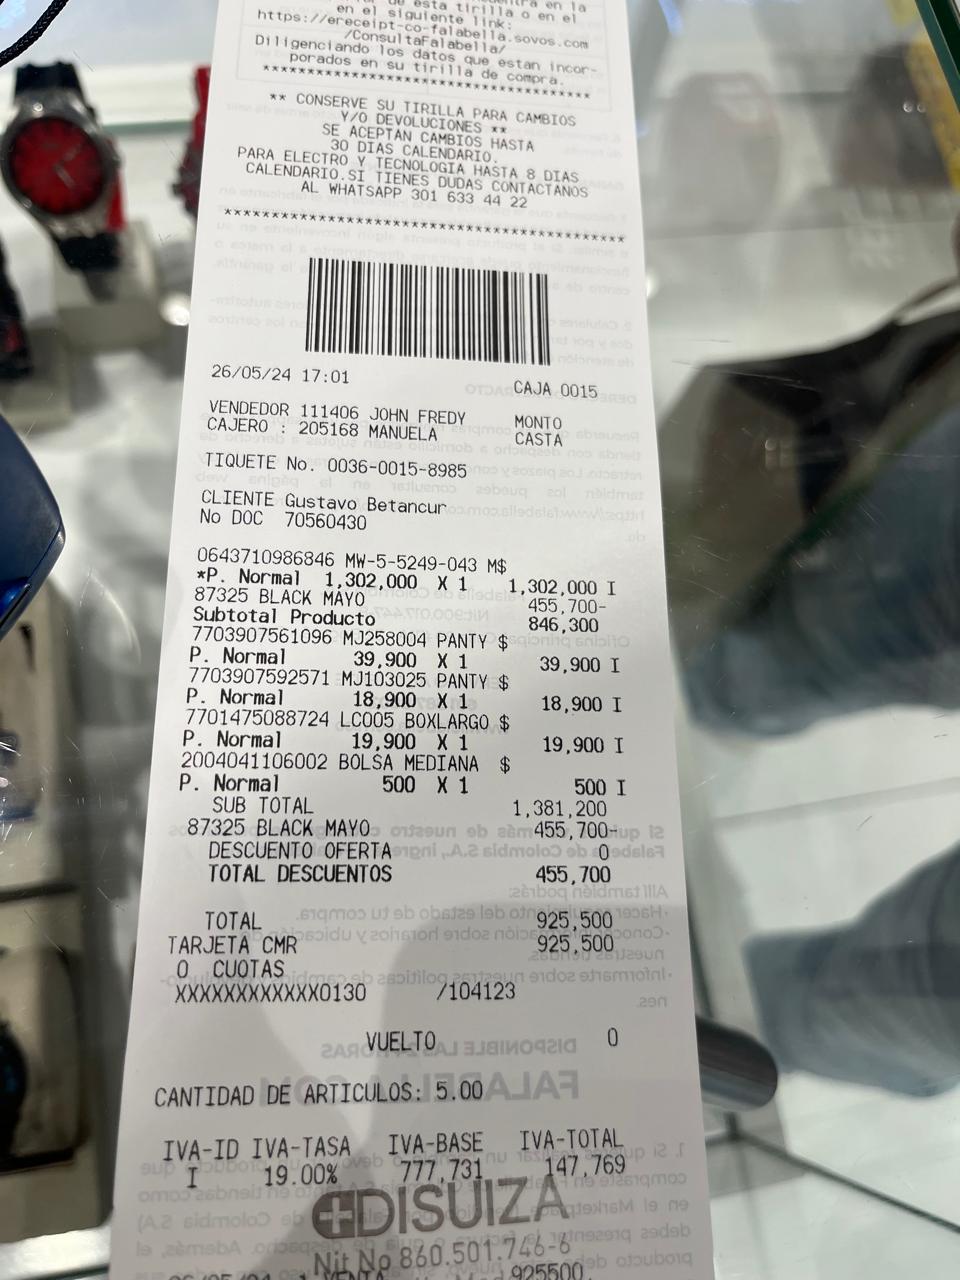 de esta tirilla o en el
en el siguiente link:
https://ereceipt-co-falabella.sovos.com
/ConsultaFalabella/
Diligenciando los datos que estan incor-
porados en su tirilla de compra.
****************************************
** CONSERVE SU TIRILLA PARA CAMBIOS
Y/O DEVOLUCIONES **
SE ACEPTAN CAMBIOS HASTA
30 DIAS CALENDARIO.
PARA ELECTRO Y TECNOLOGIA HASTA 8 DIAS
CALENDARIO.SI TIENES DUDAS CONTACTANOS
AL WHATSAPP 301 633 44 22
****************************************
26/05/24 17:01 CAJA 0015
VENDEDOR 111406 JOHN FREDY MONTO
CAJERO : 205168 MANUELA CASTA
TIQUETE No. 0036-0015-8985
CLIENTE Gustavo Betancur
No DOC 70560430
0643710986846 MW-5-5249-043 M$
*P. Normal 1,302,000 X 1 1,302,000 I
87325 BLACK MAYO 455,700-
Subtotal Producto 846,300
7703907561096 MJ258004 PANTY $
P. Normal 39,900 X 1 39,900 I
7703907592571 MJ103025 PANTY $
P. Normal 18,900 X 1 18,900 I
7701475088724 LC005 BOXLARGO $
P. Normal 19,900 X 1 19,900 I
2004041106002 BOLSA MEDIANA $
P. Normal 500 X 1 500 I
SUB TOTAL 1,381,200
87325 BLACK MAYO 455,700-
DESCUENTO OFERTA 0
TOTAL DESCUENTOS 455,700
TOTAL 925,500
TARJETA CMR 925,500
0 CUOTAS
XXXXXXXXXXXX0130 /104123
VUELTO 0
CANTIDAD DE ARTICULOS: 5.00
IVA-ID IVA-TASA IVA-BASE IVA-TOTAL
I 19.00% 777,731 147,769
DISUIZA
Nit No 860.501.746-6
925500.